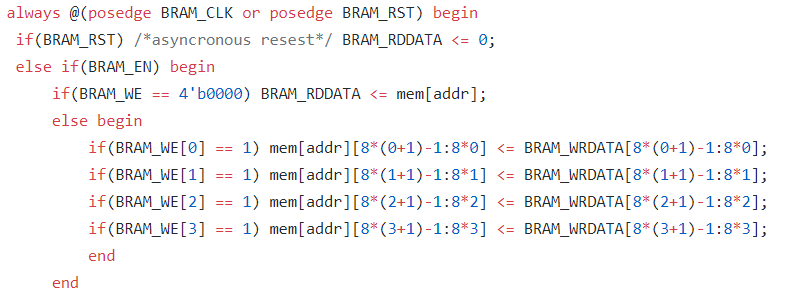 always @(posedge BRAM_CLK or posedge BRAM_RST) begin
if(BRAM_RST) /*asyncronous resest*/ BRAM_RDDATA <= 0;
else if(BRAM_EN) begin
if(BRAM_WE == 4'b0000) BRAM_RDDATA <= mem[addr];
else begin
if(BRAM_WE[0] == 1) mem[addr][8*(0+1)-1:8*0] <= BRAM_WRDATA[8*(0+1)-1:8*0];
if(BRAM_WE[1] == 1) mem[addr][8*(1+1)-1:8*1] <= BRAM_WRDATA[8*(1+1)-1:8*1];
if(BRAM_WE[2] == 1) mem[addr][8*(2+1)-1:8*2] <= BRAM_WRDATA[8*(2+1)-1:8*2];
if(BRAM_WE[3] == 1) mem[addr][8*(3+1)-1:8*3] <= BRAM_WRDATA[8*(3+1)-1:8*3];
end
end